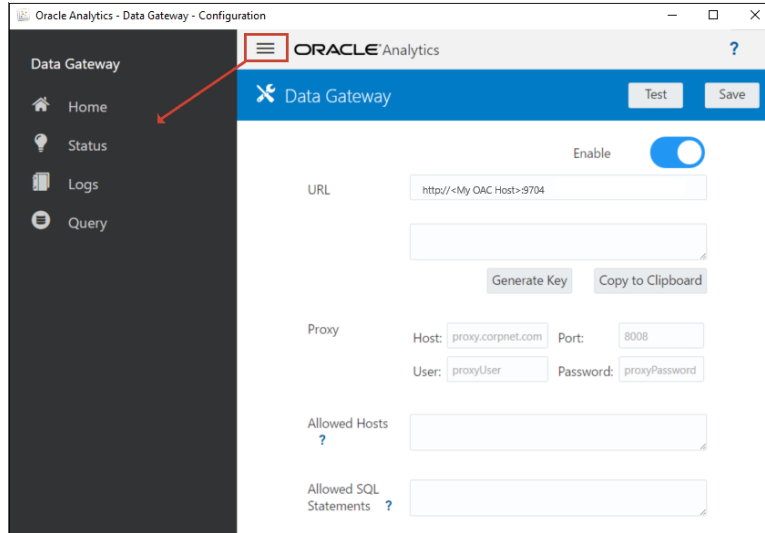 Oracle Analytics - Data Gateway - Configuration
Data Gateway
Home
Status
Logs
Query
ORACLE Analytics
?
Data Gateway
Test
Save
Enable
URL
http://<My OAC Host>:9704
Generate Key
Copy to Clipboard
Proxy
Host: proxy.corpnet.com Port: 8008
User: proxyUser Password: proxyPassword
Allowed Hosts
?
Allowed SQL
Statements ?